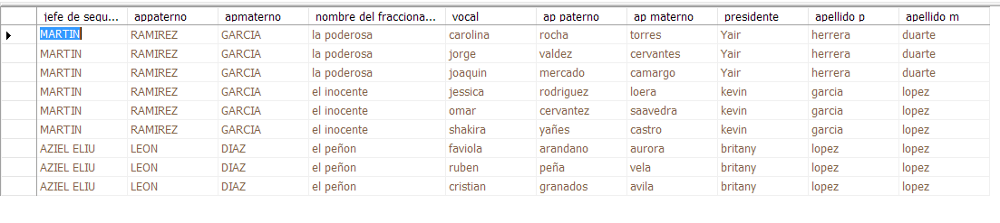 jefe de sequ... appaterno apmaterno nombre del fracciona... vocal ap paterno ap materno presidente apellido p apellido m
MARTIN RAMIREZ GARCIA la poderosa carolina rocha torres Yair herrera duarte
MARTIN RAMIREZ GARCIA la poderosa jorge valdez cervantes Yair herrera duarte
MARTIN RAMIREZ GARCIA la poderosa joaquin mercado camargo Yair herrera duarte
MARTIN RAMIREZ GARCIA el inocente jessica rodriguez loera kevin garcia lopez
MARTIN RAMIREZ GARCIA el inocente omar cervantez saavedra kevin garcia lopez
MARTIN RAMIREZ GARCIA el inocente shakira yañes castro kevin garcia lopez
AZIEL ELIU LEON DIAZ el peñon faviola arandano aurora britany lopez lopez
AZIEL ELIU LEON DIAZ el peñon ruben peña vela britany lopez lopez
AZIEL ELIU LEON DIAZ el peñon cristian granados avila britany lopez lopez